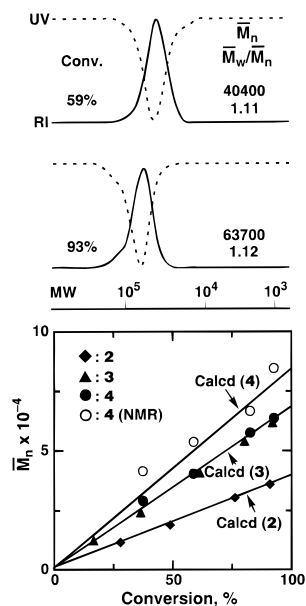 UV
M̅n
Conv.
M̅w/M̅n
59%
40400
1.11
RI
93%
63700
1.12
MW 10⁵ 10⁴ 10³
10
◆ : 2
▲ : 3
● : 4
○ : 4 (NMR)
Calcd (4)
M̅n x 10⁻⁴
5
Calcd (3)
Calcd (2)
0
0 50 100
Conversion, %